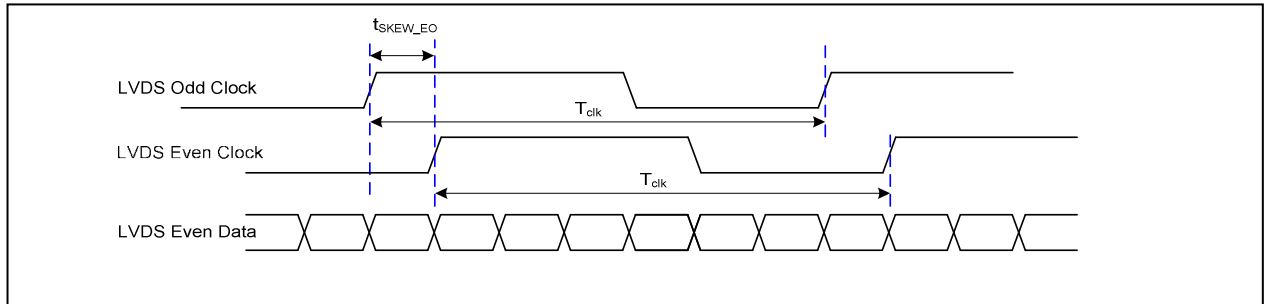 tSKEW_EO
LVDS Odd Clock
Tclk
LVDS Even Clock
Tclk
LVDS Even Data